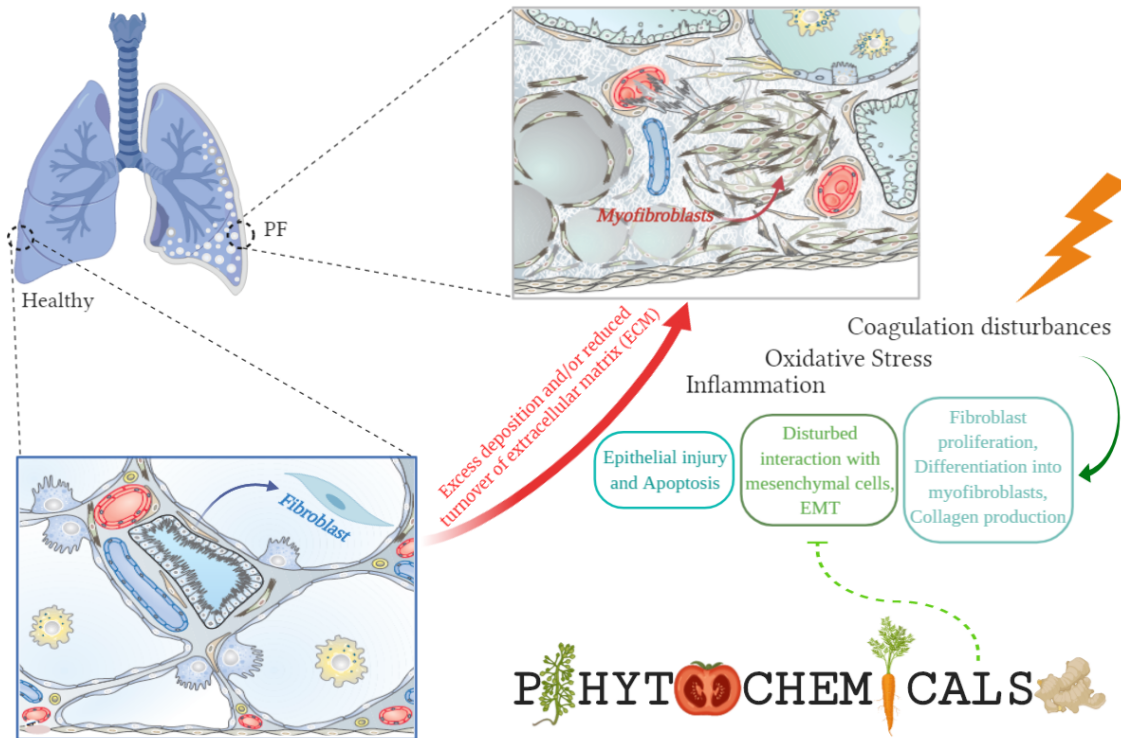 Myofibroblasts
PF
Healthy
Excess deposition and/or reduced
turnover of extracellular matrix (ECM)
Coagulation disturbances
Oxidative Stress
Inflammation
Fibroblast
Epithelial injury
and Apoptosis
Disturbed
interaction with
mesenchymal cells,
EMT
Fibroblast
proliferation,
Differentiation into
myofibroblasts,
Collagen production
PHYTOCHEMICALS